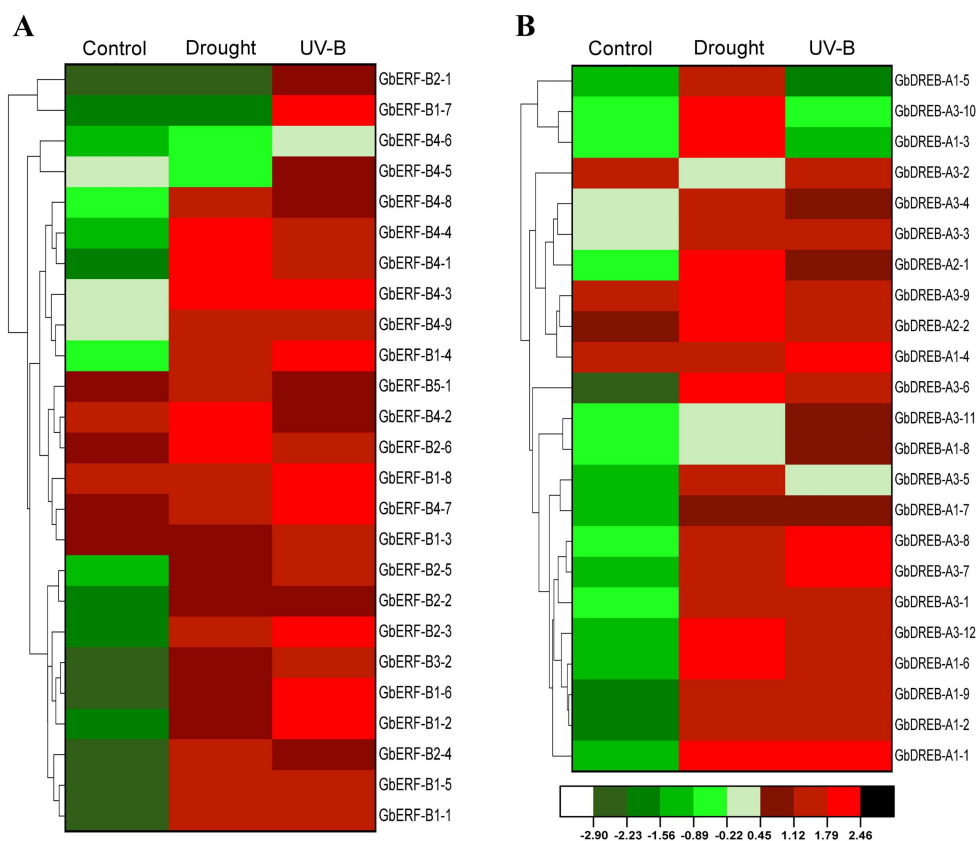 A
Control Drought UV-B
GbERF-B2-1
GbERF-B1-7
GbERF-B4-6
GbERF-B4-5
GbERF-B4-8
GbERF-B4-4
GbERF-B4-1
GbERF-B4-3
GbERF-B4-9
GbERF-B1-4
GbERF-B5-1
GbERF-B4-2
GbERF-B2-6
GbERF-B1-8
GbERF-B4-7
GbERF-B1-3
GbERF-B2-5
GbERF-B2-2
GbERF-B2-3
GbERF-B3-2
GbERF-B1-6
GbERF-B1-2
GbERF-B2-4
GbERF-B1-5
GbERF-B1-1
B
Control Drought UV-B
GbDREB-A1-5
GbDREB-A3-10
GbDREB-A1-3
GbDREB-A3-2
GbDREB-A3-4
GbDREB-A3-3
GbDREB-A2-1
GbDREB-A3-9
GbDREB-A2-2
GbDREB-A1-4
GbDREB-A3-6
GbDREB-A3-11
GbDREB-A1-8
GbDREB-A3-5
GbDREB-A1-7
GbDREB-A3-8
GbDREB-A3-7
GbDREB-A3-1
GbDREB-A3-12
GbDREB-A1-6
GbDREB-A1-9
GbDREB-A1-2
GbDREB-A1-1
-2.90 -2.23 -1.56 -0.89 -0.22 0.45 1.12 1.79 2.46